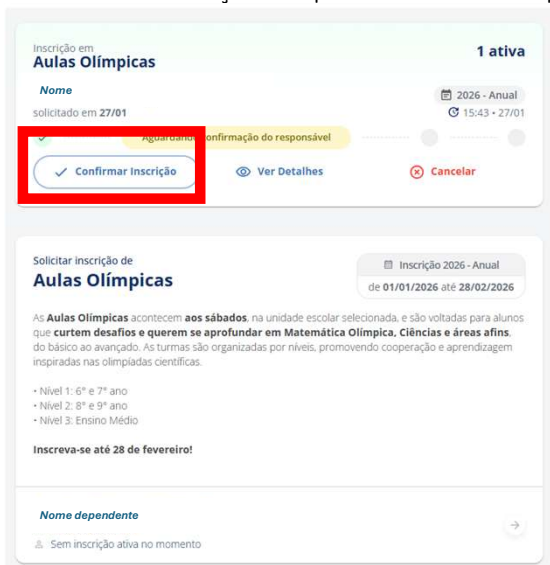 Inscrição em
Aulas Olímpicas
1 ativa
Nome
2026 - Anual
solicitado em 27/01
15:43 • 27/01
Aguardando confirmação do responsável
Confirmar Inscrição
Ver Detalhes
Cancelar
Solicitar inscrição de
Aulas Olímpicas
Inscrição 2026 - Anual
de 01/01/2026 até 28/02/2026
As Aulas Olímpicas acontecem aos sábados, na unidade escolar selecionada, e são voltadas para alunos
que curtem desafios e querem se aprofundar em Matemática Olímpica, Ciências e áreas afins,
do básico ao avançado. As turmas são organizadas por níveis, promovendo cooperação e aprendizagem
inspiradas nas olimpíadas científicas.
• Nível 1: 6° e 7° ano
• Nível 2: 8° e 9° ano
• Nível 3: Ensino Médio
Inscreva-se até 28 de fevereiro!
Nome dependente
Sem inscrição ativa no momento